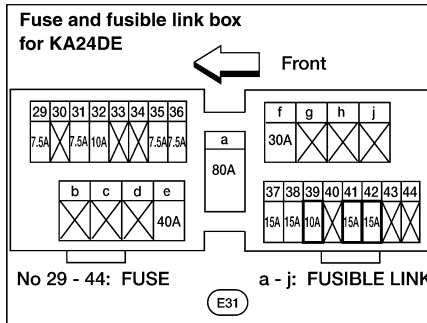 Fuse and fusible link box
for KA24DE
Front
29 30 31 32 33 34 35 36
7.5A 7.5A 10A 7.5A 7.5A
a
80A
f g h j
30A
b c d e
40A
37 38 39 40 41 42 43 44
15A 15A 10A 15A 15A
No 29 - 44: FUSE
a - j: FUSIBLE LINK
E31